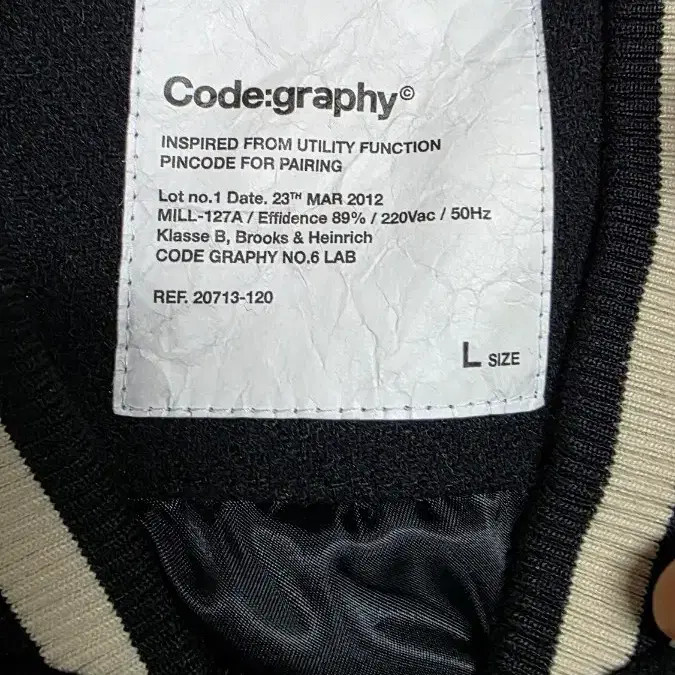 Code:graphy©
INSPIRED FROM UTILITY FUNCTION
PINCODE FOR PAIRING
Lot no.1 Date. 23TH MAR 2012
MILL-127A / Effidence 89% / 220Vac / 50Hz
Klasse B, Brooks & Heinrich
CODE GRAPHY NO.6 LAB
REF. 20713-120
L SIZE